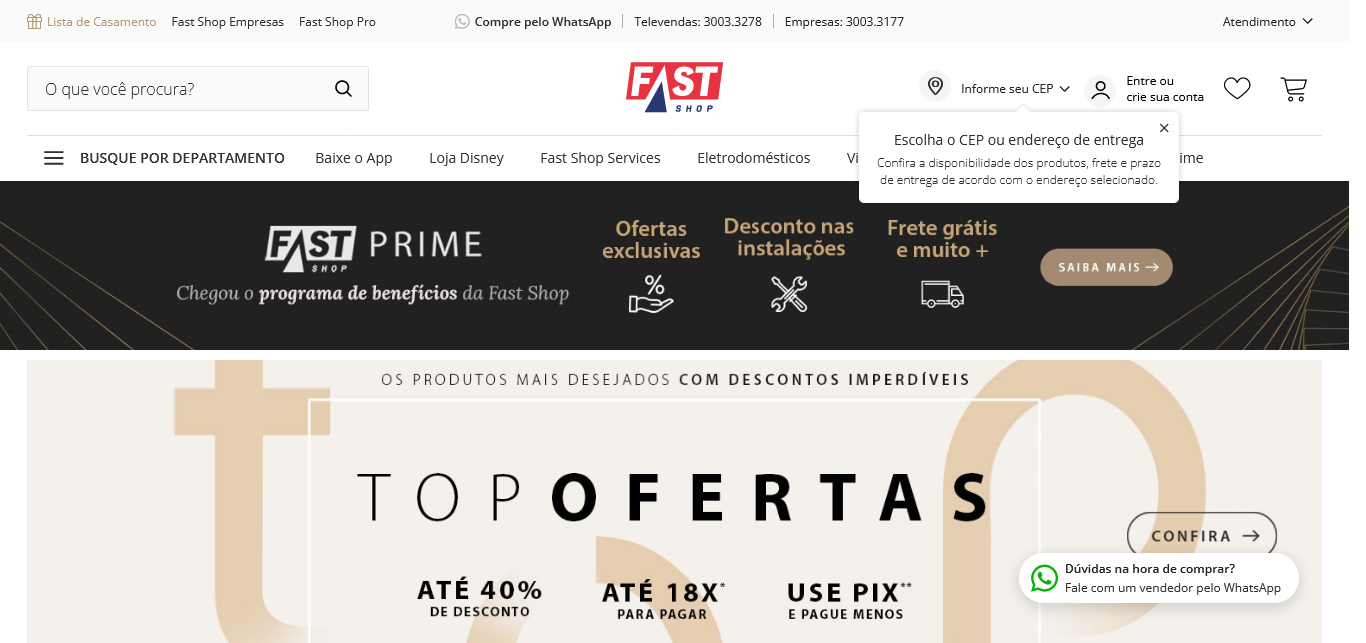 Lista de Casamento Fast Shop Empresas Fast Shop Pro Compre pelo WhatsApp Televendas: 3003.3278 Empresas: 3003.3177 Atendimento
O que você procura?
FAST
SHOP
Informe seu CEP
Entre ou
crie sua conta
BUSQUE POR DEPARTAMENTO Baixe o App Loja Disney Fast Shop Services Eletrodomésticos
Escolha o CEP ou endereço de entrega
Confira a disponibilidade dos produtos, frete e prazo
de entrega de acordo com o endereço selecionado.
FAST SHOP PRIME
Chegou o programa de benefícios da Fast Shop
Ofertas
exclusivas
Desconto nas
instalações
Frete grátis
e muito +
SAIBA MAIS
OS PRODUTOS MAIS DESEJADOS COM DESCONTOS IMPERDÍVEIS
TOP OFERTAS
CONFIRA
ATÉ 40%
DE DESCONTO
ATÉ 18X*
PARA PAGAR
USE PIX**
E PAGUE MENOS
Dúvidas na hora de comprar?
Fale com um vendedor pelo WhatsApp